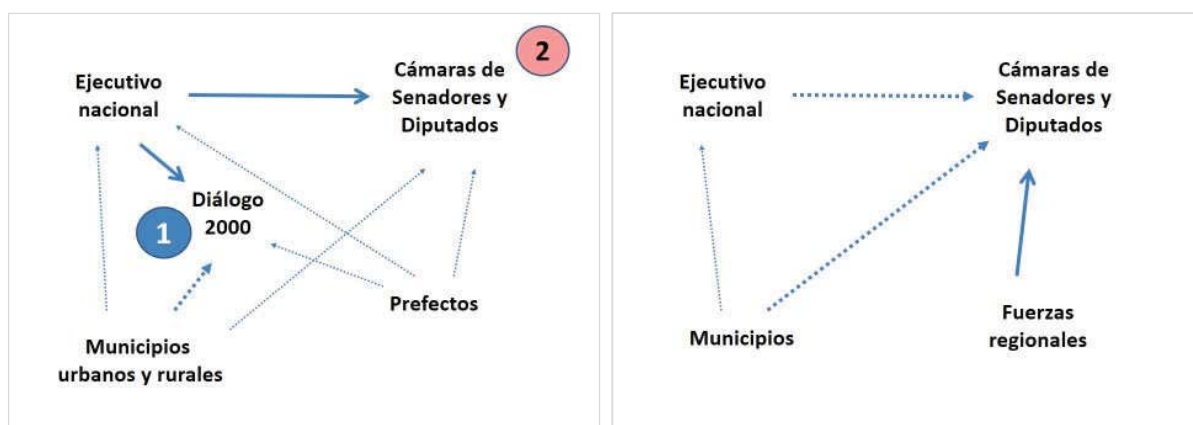 2
Ejecutivo
nacional
Cámaras de
Senadores y
Diputados
Diálogo
2000
1
Prefectos
Municipios
urbanos y rurales
Ejecutivo
nacional
Cámaras de
Senadores y
Diputados
Municipios
Fuerzas
regionales